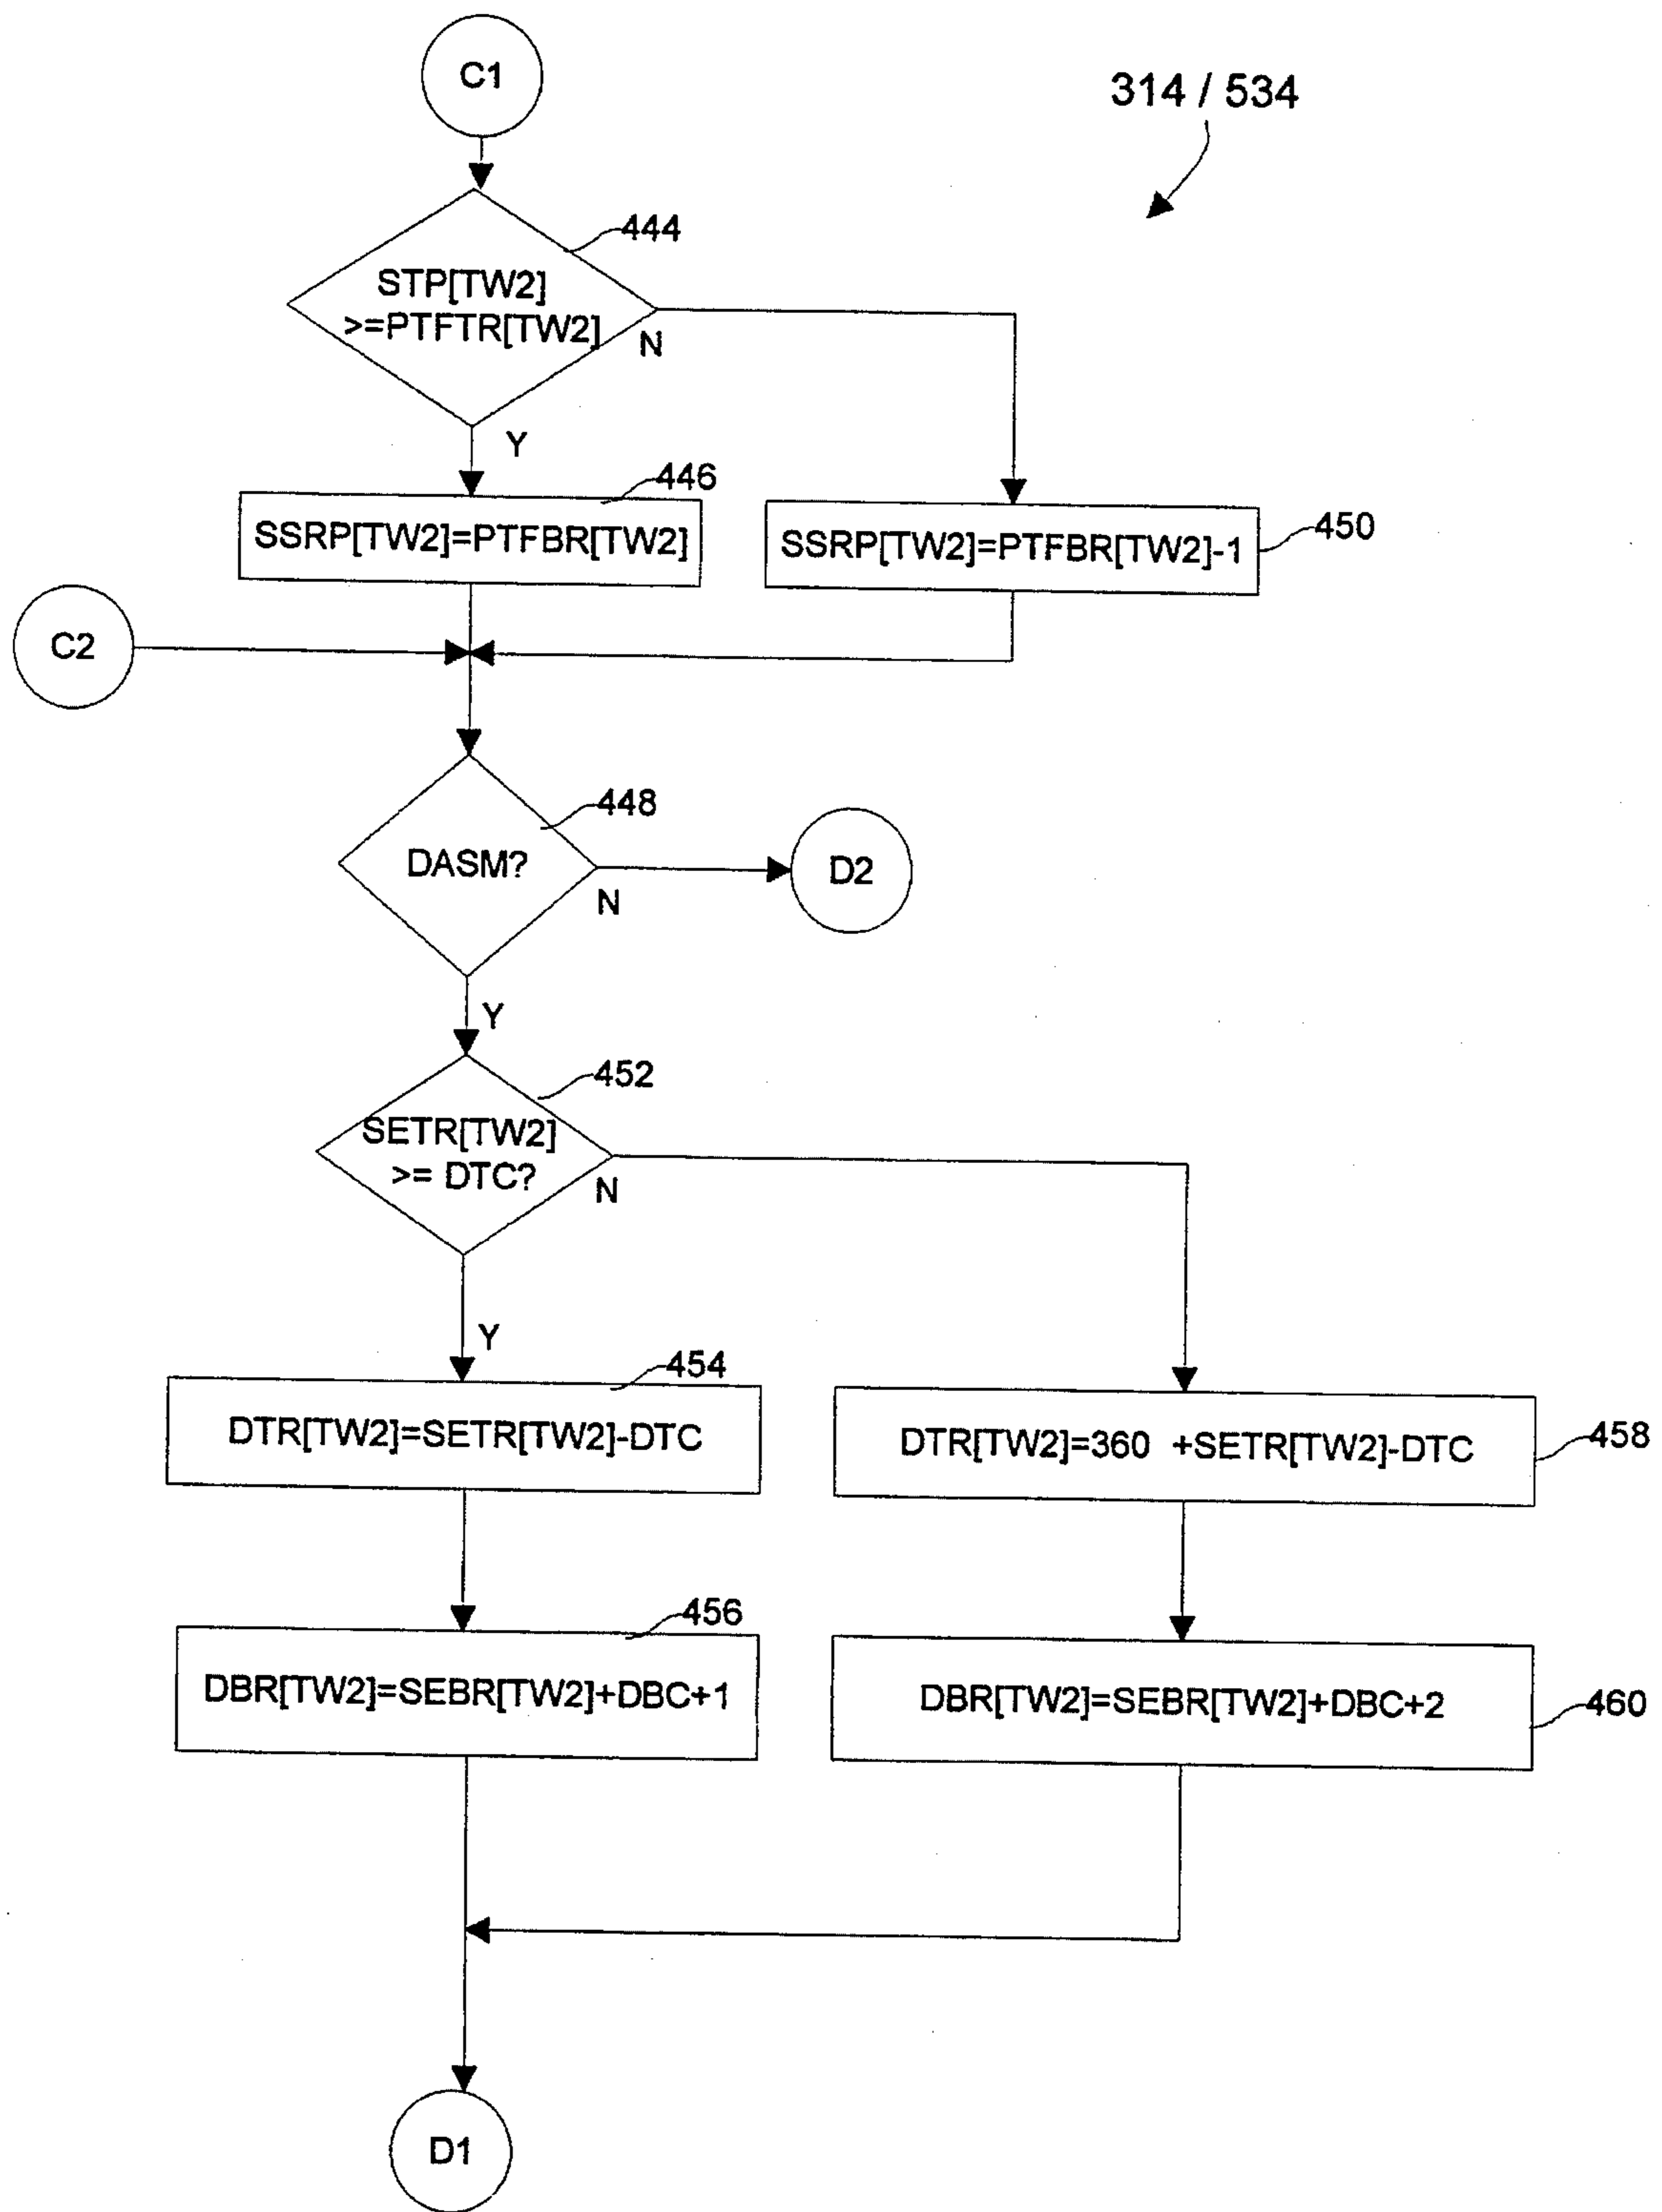 C1
314 / 534
444
STP[TW2]
>=PTFTR[TW2]
N
Y
446
SSRP[TW2]=PTFBR[TW2]
SSRP[TW2]=PTFBR[TW2]-1
450
C2
448
DASM?
N
D2
Y
452
SETR[TW2]
>= DTC?
N
Y
454
DTR[TW2]=SETR[TW2]-DTC
DTR[TW2]=360 +SETR[TW2]-DTC
458
456
DBR[TW2]=SEBR[TW2]+DBC+1
DBR[TW2]=SEBR[TW2]+DBC+2
460
D1